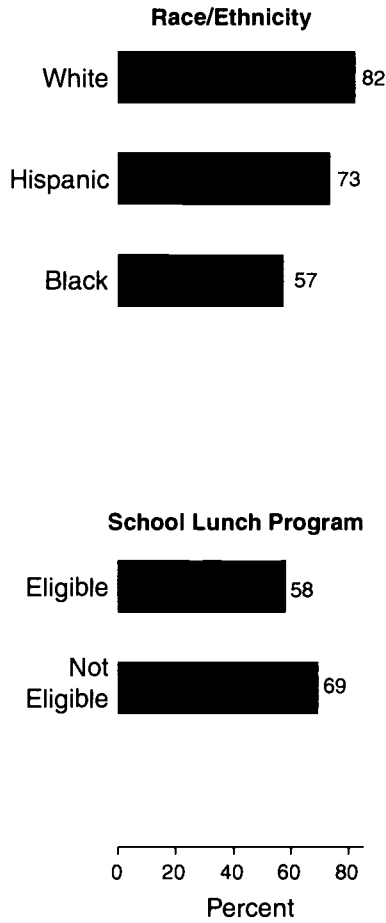 Race/Ethnicity
White 82
Hispanic 73
Black 57
School Lunch Program
Eligible 58
Not
Eligible 69
0 20 40 60 80
Percent